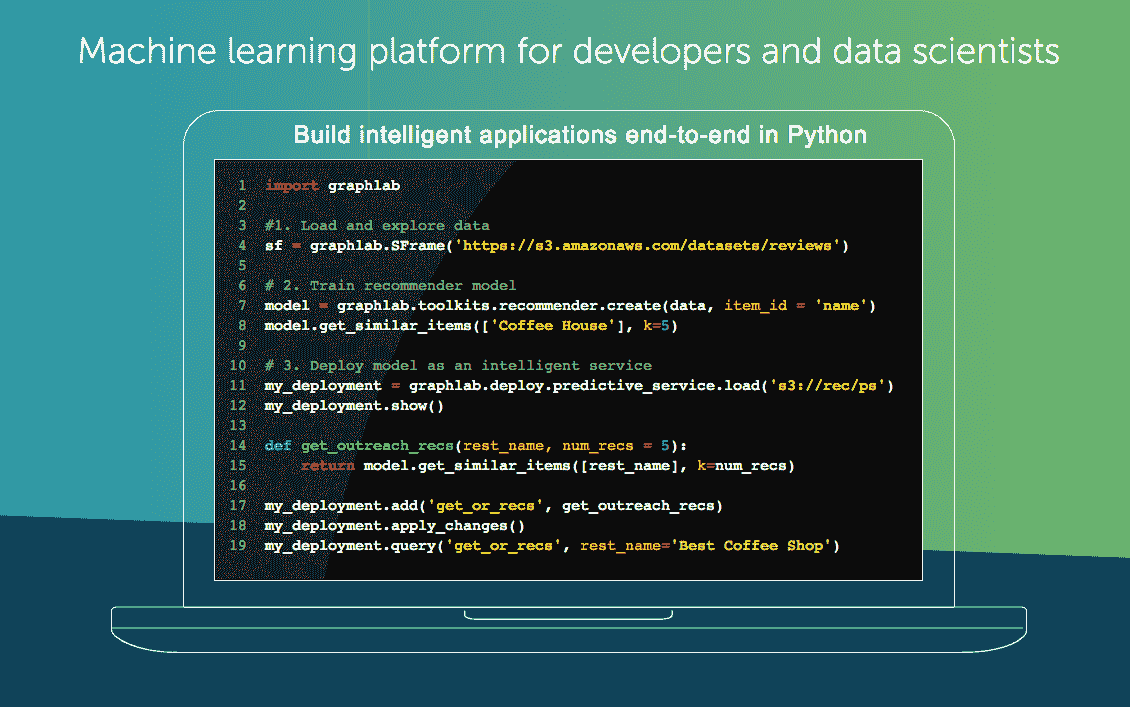 Machine learning platform for developers and data scientists
Build intelligent applications end-to-end in Python
1 import graphlab
2
3 #1. Load and explore data
4 sf = graphlab.SFrame('https://s3.amazonaws.com/datasets/reviews')
5
6 # 2. Train recommender model
7 model = graphlab.toolkits.recommender.create(data, item_id = 'name')
8 model.get_similar_items(['Coffee House'], k=5)
9
10 # 3. Deploy model as an intelligent service
11 my_deployment = graphlab.deploy.predictive_service.load('s3://rec/ps')
12 my_deployment.show()
13
14 def get_outreach_recs(rest_name, num_recs = 5):
15     return model.get_similar_items([rest_name], k=num_recs)
16
17 my_deployment.add('get_or_recs', get_outreach_recs)
18 my_deployment.apply_changes()
19 my_deployment.query('get_or_recs', rest_name='Best Coffee Shop')